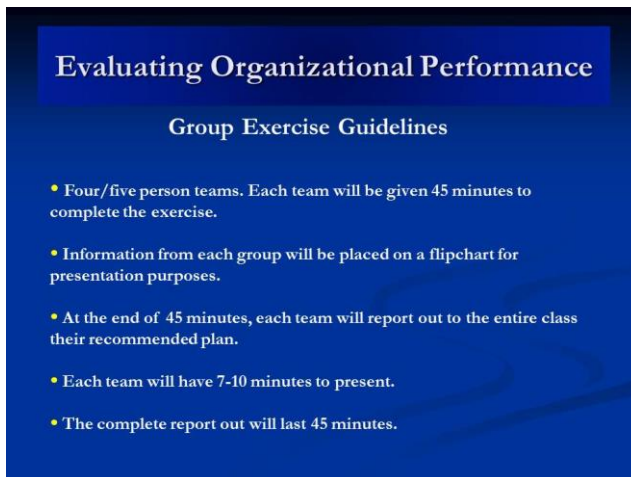 Evaluating Organizational Performance
Group Exercise Guidelines
• Four/five person teams. Each team will be given 45 minutes to
complete the exercise.
• Information from each group will be placed on a flipchart for
presentation purposes.
• At the end of 45 minutes, each team will report out to the entire class
their recommended plan.
• Each team will have 7-10 minutes to present.
• The complete report out will last 45 minutes.